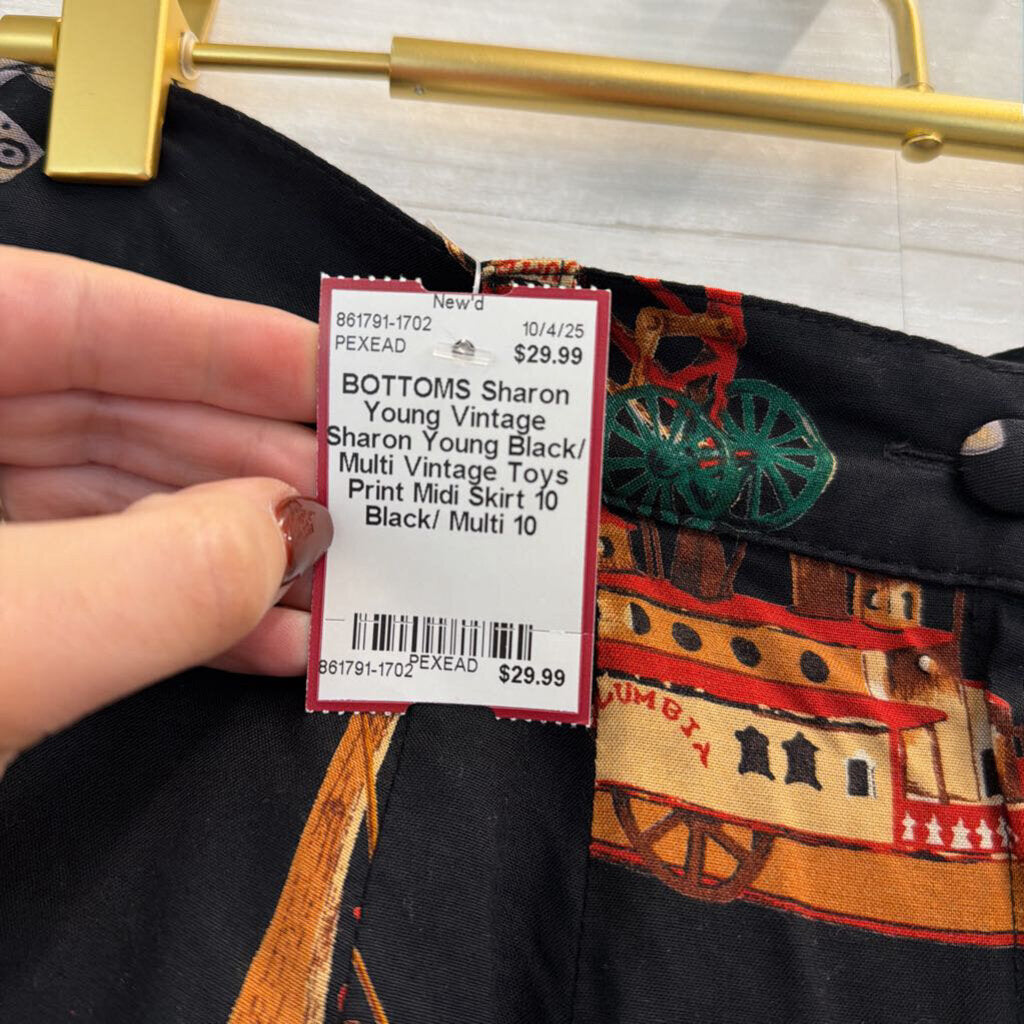 New'd
861791-1702 10/4/25
PEXEAD $29.99
BOTTOMS Sharon
Young Vintage
Sharon Young Black/
Multi Vintage Toys
Print Midi Skirt 10
Black/ Multi 10
861791-1702 PEXEAD $29.99